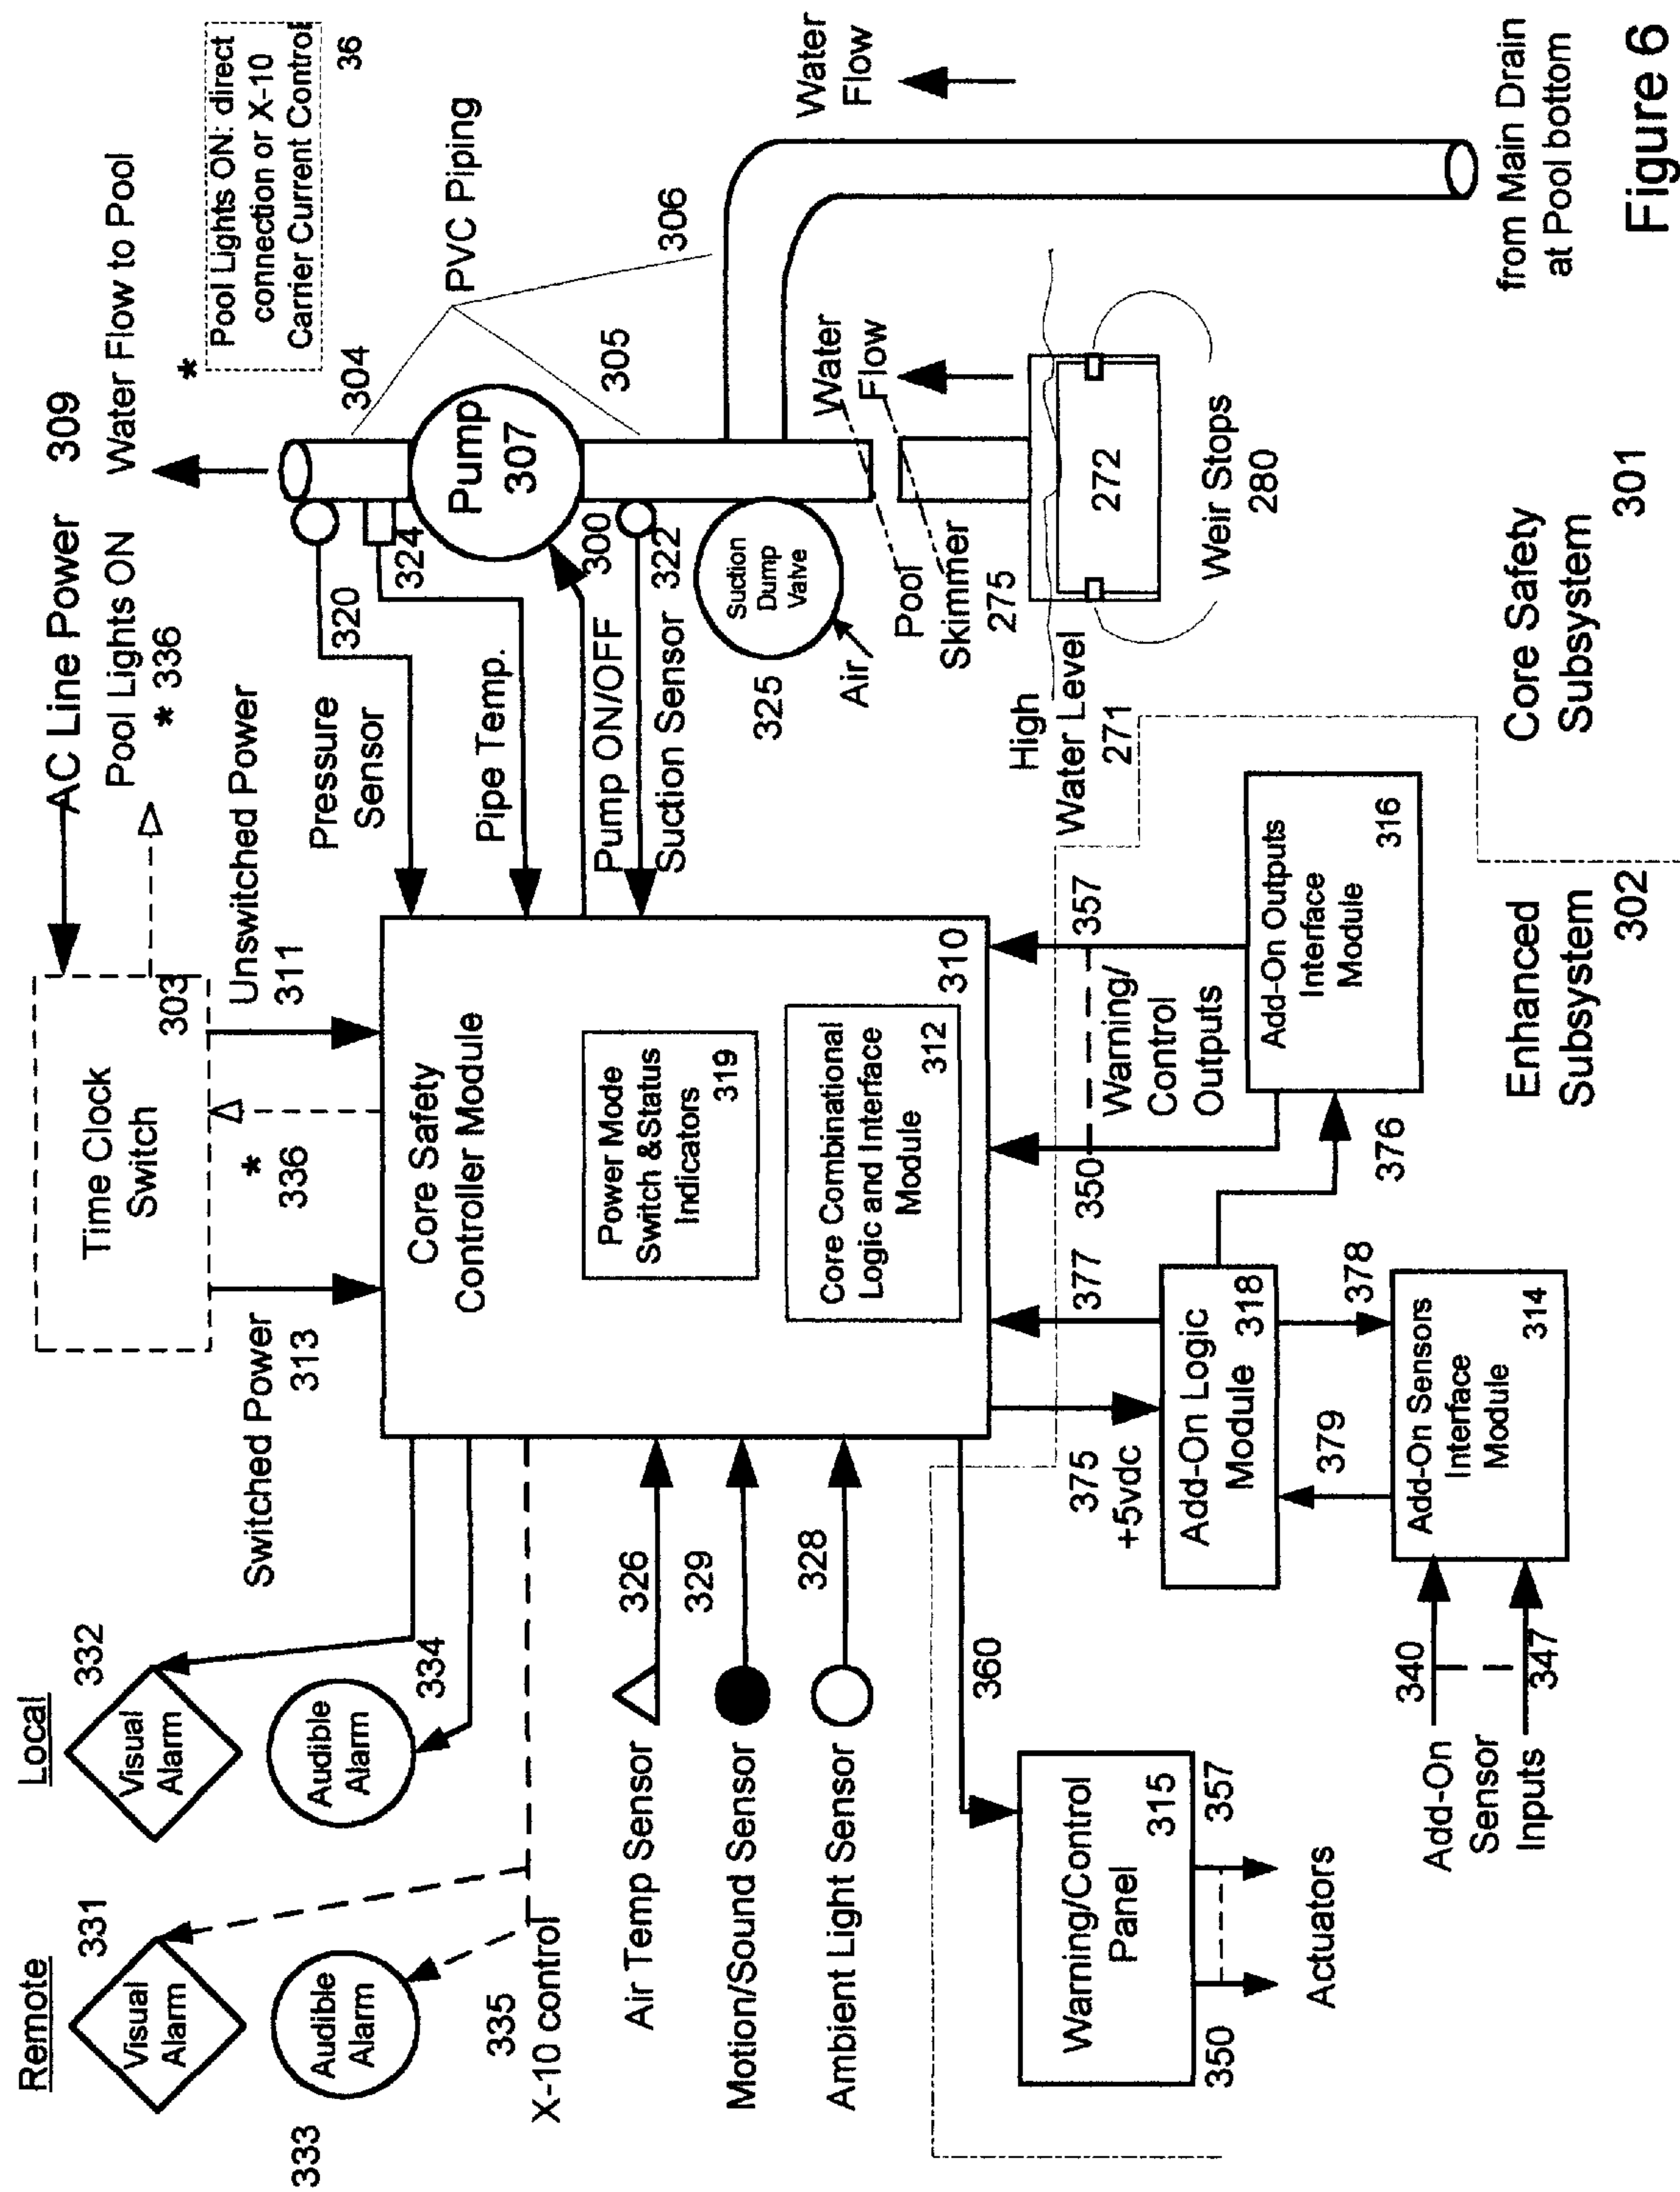 Remote
Local
331
332
Visual
Alarm
Visual
Alarm
333
Audible
Alarm
Audible
Alarm
334
335
X-10 control
Time Clock
Switch
303
AC Line Power 309
Pool Lights ON
* 336
Water Flow to Pool
*
Pool Lights ON: direct
connection or X-10
Carrier Current Control
36
Switched Power
313
*
336
Unswitched Power
311
Core Safety
Controller Module
Power Mode
Switch &Status
Indicators
319
Core Combinational
Logic and Interface
Module
312
310
Pressure
Sensor
320
324
Pipe Temp.
Pump ON/OFF
300
Suction Sensor 322
304
Pump
307
PVC Piping
305
306
Suction
Dump
Valve
325
Air
Water
Flow
Water
Flow
Pool
Skimmer
275
High
Water Level
271
272
Weir Stops
280
from Main Drain
at Pool bottom
Air Temp Sensor
326
Motion/Sound Sensor
329
Ambient Light Sensor
328
360
Warning/Control
Panel
315
350
357
Actuators
375
+5vdc
377
350
357
Warning/
Control
Outputs
Add-On Logic
Module 318
376
378
379
Add-On Outputs
Interface
Module
316
Add-On Sensors
Interface
Module
314
340
347
Add-On
Sensor
Inputs
Enhanced
Subsystem
302
Core Safety
Subsystem
301
Figure 6